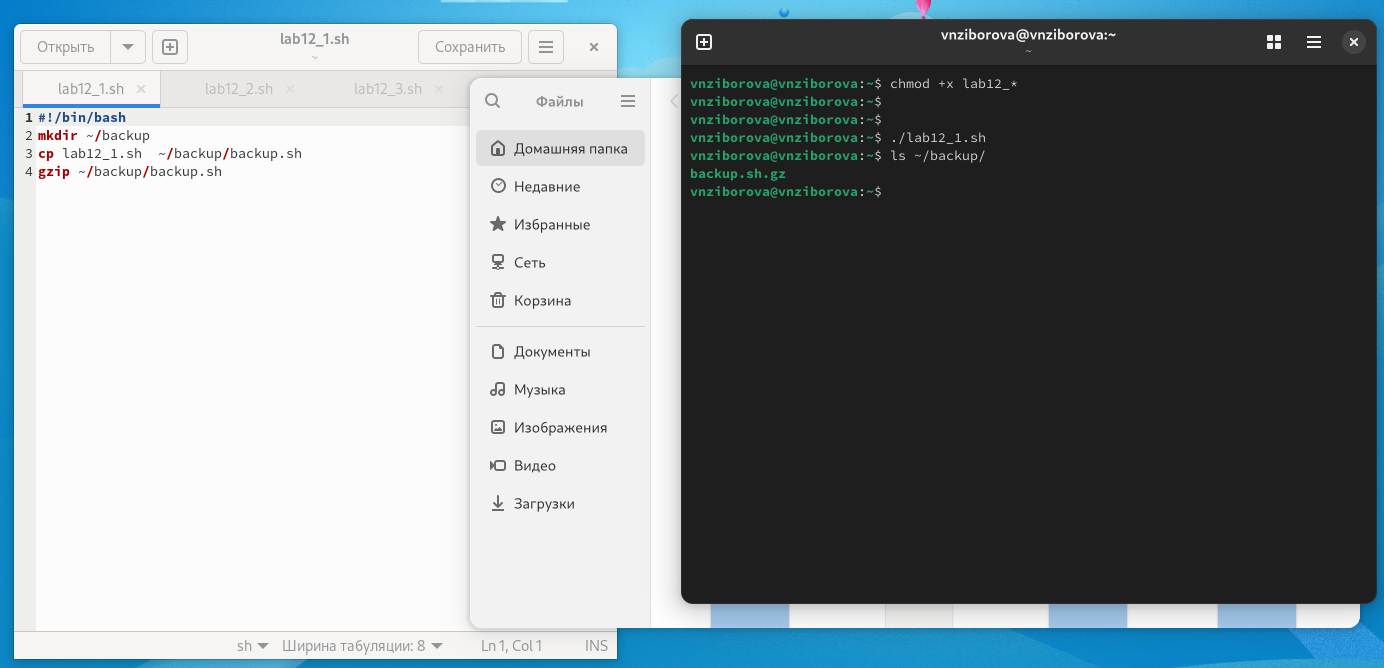 Открыть
lab12_1.sh
~
Сохранить
lab12_1.sh
lab12_2.sh
lab12_3.sh
1 #!/bin/bash
2 mkdir ~/backup
3 cp lab12_1.sh  ~/backup/backup.sh
4 gzip ~/backup/backup.sh
sh
Ширина табуляции: 8
Ln 1, Col 1
INS
Файлы
Домашняя папка
Недавние
Избранные
Сеть
Корзина
Документы
Музыка
Изображения
Видео
Загрузки
vnziborova@vnziborova:~
~
vnziborova@vnziborova:~$ chmod +x lab12_*
vnziborova@vnziborova:~$
vnziborova@vnziborova:~$
vnziborova@vnziborova:~$ ./lab12_1.sh
vnziborova@vnziborova:~$ ls ~/backup/
backup.sh.gz
vnziborova@vnziborova:~$